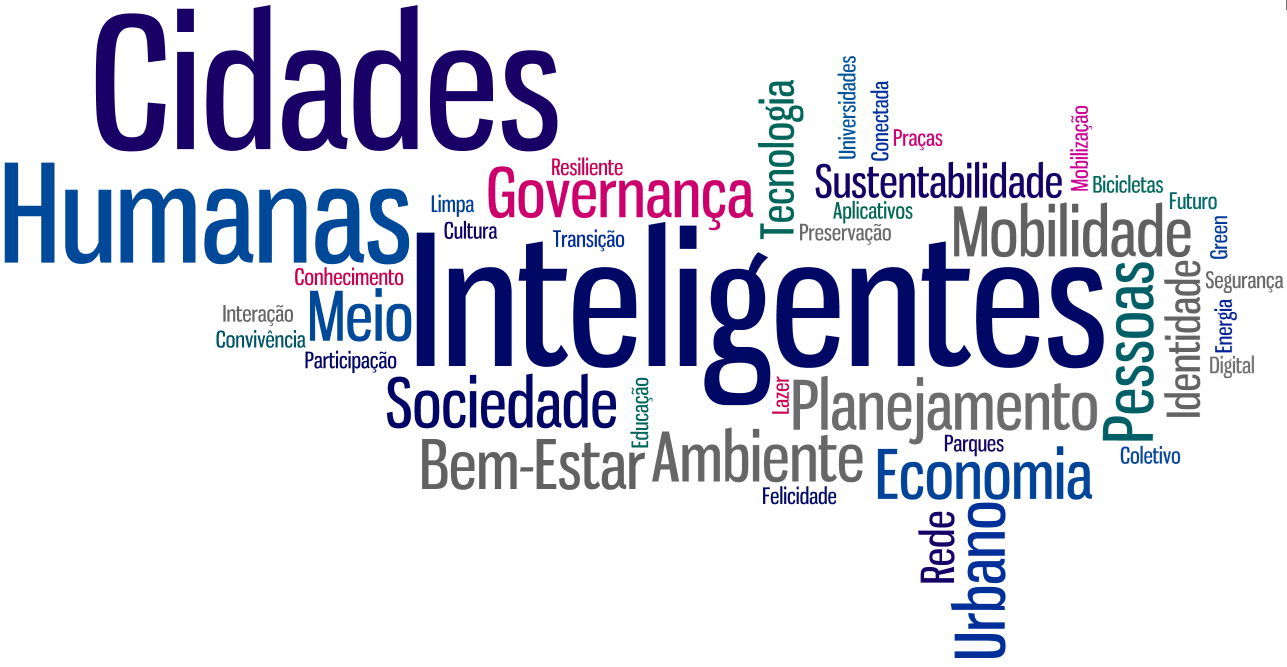 Cidades
Humanas
Resiliente
Governança
Limpa
Cultura
Transição
Tecnologia
Universidades
Conectada
Praças
Sustentabilidade
Aplicativos
Preservação
Mobilização
Bicicletas
Futuro
Mobilidade
Green
Conhecimento
Inteligentes
Interação
Meio
Convivência
Participação
Pessoas
Identidade
Segurança
Energia
Digital
Sociedade
Educação
Lazer
Planejamento
Bem-Estar
Ambiente
Parques
Coletivo
Economia
Felicidade
Rede
Urbano